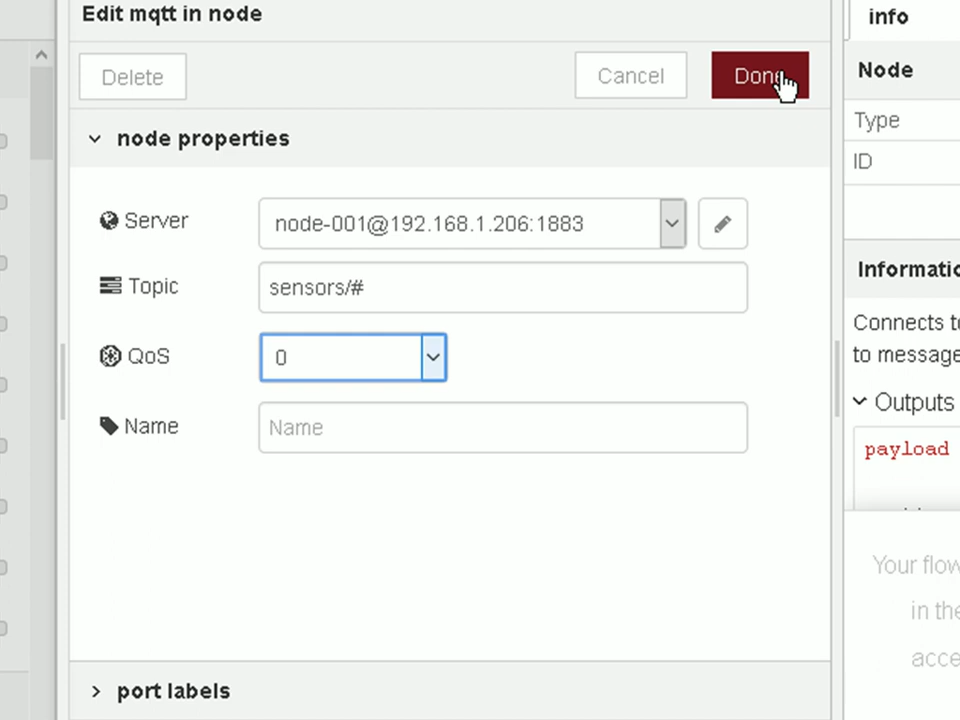 Edit mqtt in node
info
Delete
Cancel
Done
Node
node properties
Type
ID
Server
node-001@192.168.1.206:1883
Topic
sensors/#
Informatio
QoS
0
Connects to
to message
Outputs
Name
Name
payload
Your flow
in the
acce
port labels